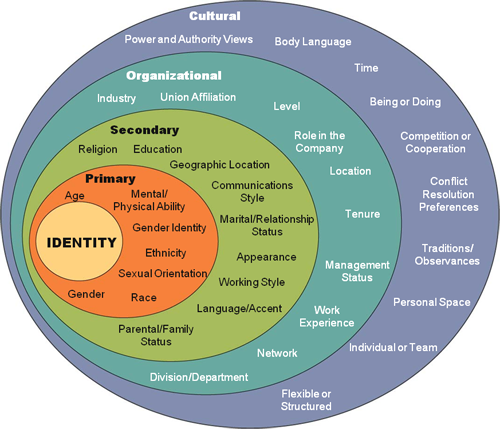 Cultural
Power and Authority Views
Body Language
Time
Being or Doing
Competition or
Cooperation
Conflict
Resolution
Preferences
Traditions/
Observances
Personal Space
Individual or Team
Flexible or
Structured
Organizational
Industry
Union Affiliation
Level
Role in the
Company
Location
Tenure
Management
Status
Work
Experience
Network
Division/Department
Secondary
Religion
Education
Geographic Location
Communications
Style
Marital/Relationship
Status
Appearance
Working Style
Language/Accent
Parental/Family
Status
Primary
Age
Mental/
Physical Ability
Gender Identity
Ethnicity
Sexual Orientation
Race
Gender
IDENTITY